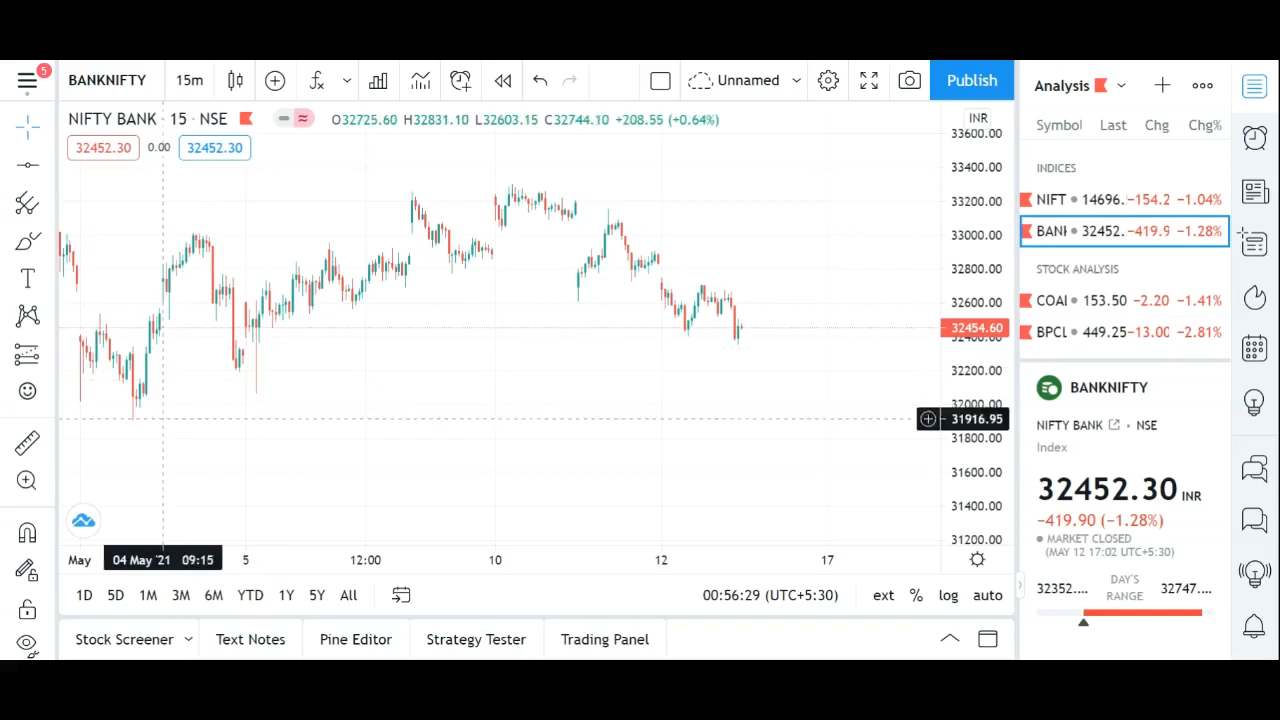 5
BANKNIFTY 15m Unnamed Publish
NIFTY BANK · 15 · NSE O32725.60 H32831.10 L32603.15 C32744.10 +208.55 (+0.64%)
32452.30 0.00 32452.30
INR
33600.00
33400.00
33200.00
33000.00
32800.00
32600.00
32454.60
32400.00
32200.00
32000.00
31916.95
31800.00
31600.00
31400.00
31200.00
May 04 May '21 09:15 5 12:00 10 12 17
1D 5D 1M 3M 6M YTD 1Y 5Y All 00:56:29 (UTC+5:30) ext % log auto
Stock Screener Text Notes Pine Editor Strategy Tester Trading Panel
Analysis
Symbol Last Chg Chg%
INDICES
NIFT 14696. −154.2 −1.04%
BANI 32452. −419.9 −1.28%
STOCK ANALYSIS
COAI 153.50 −2.20 −1.41%
BPCL 449.25 −13.00 −2.81%
BANKNIFTY
NIFTY BANK · NSE
Index
32452.30 INR
−419.90 (−1.28%)
MARKET CLOSED
(MAY 12 17:02 UTC+5:30)
32352.... DAY'S RANGE 32747....